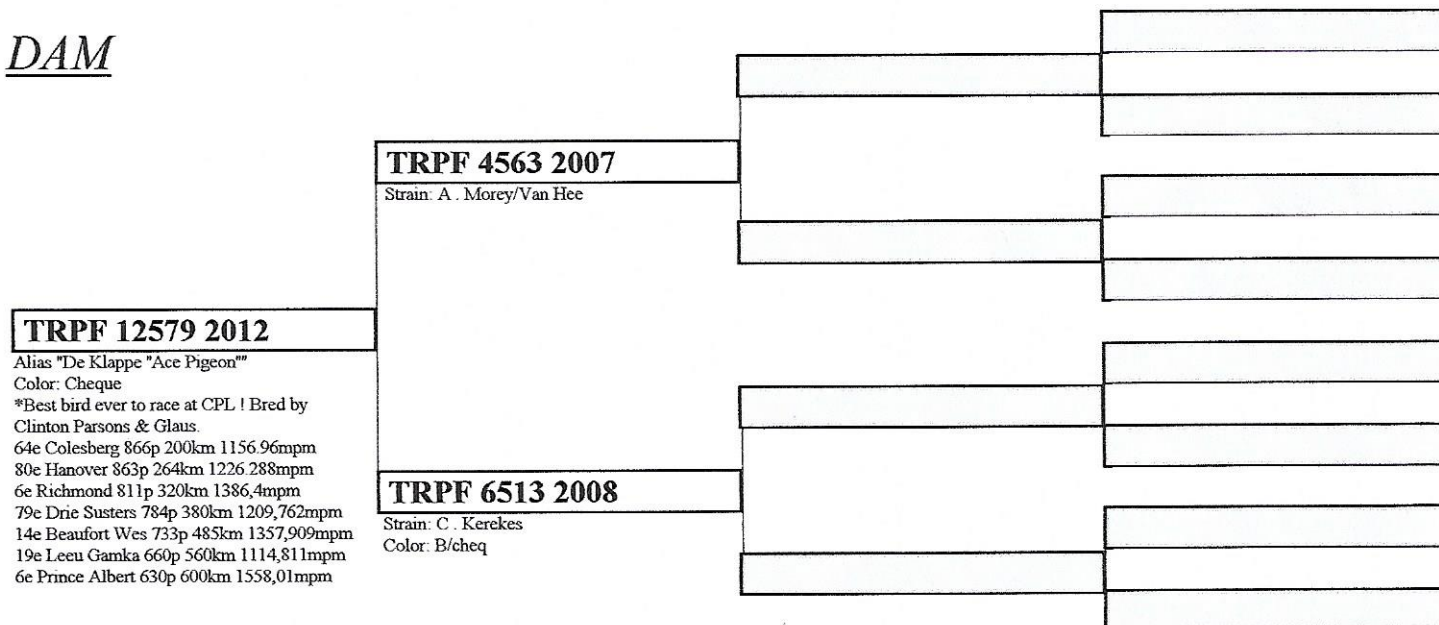 DAM
TRPF 4563 2007
Strain: A . Morey/Van Hee
TRPF 12579 2012
Alias "De Klappe "Ace Pigeon""
Color: Cheque
*Best bird ever to race at CPL ! Bred by
Clinton Parsons & Glaus.
64e Colesberg 866p 200km 1156.96mpm
80e Hanover 863p 264km 1226.288mpm
6e Richmond 811p 320km 1386,4mpm
79e Drie Susters 784p 380km 1209,762mpm
14e Beaufort Wes 733p 485km 1357,909mpm
19e Leeu Gamka 660p 560km 1114,811mpm
6e Prince Albert 630p 600km 1558,01mpm
TRPF 6513 2008
Strain: C . Kerekes
Color: B/cheq